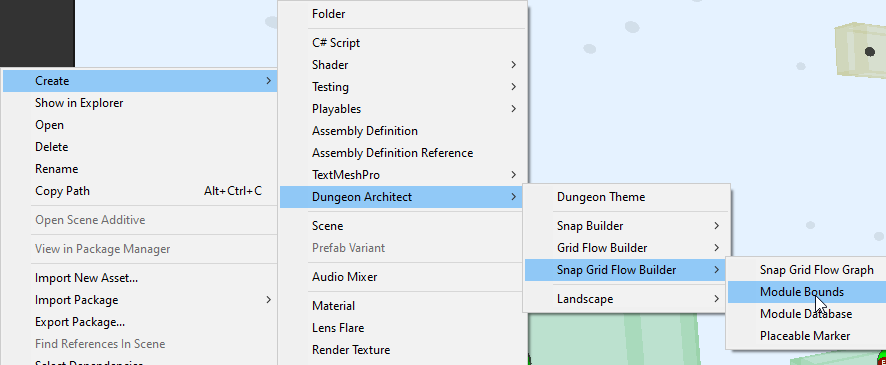 Create
Show in Explorer
Open
Delete
Rename
Copy Path Alt+Ctrl+C
Open Scene Additive
View in Package Manager
Import New Asset...
Import Package
Export Package...
Find References In Scene
Select Dependencies
Folder
C# Script
Shader
Testing
Playables
Assembly Definition
Assembly Definition Reference
TextMeshPro
Dungeon Architect
Scene
Prefab Variant
Audio Mixer
Material
Lens Flare
Render Texture
Dungeon Theme
Snap Builder
Grid Flow Builder
Snap Grid Flow Builder
Landscape
Snap Grid Flow Graph
Module Bounds
Module Database
Placeable Marker